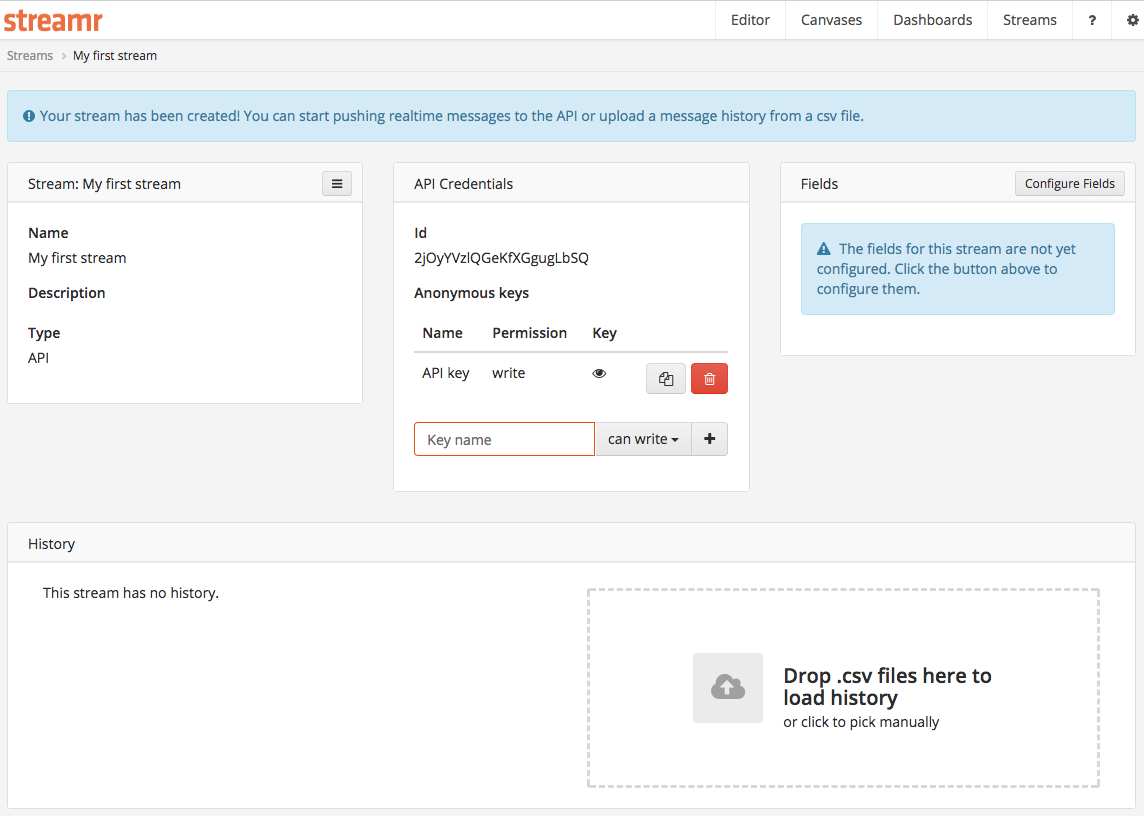 streamr
Editor
Canvases
Dashboards
Streams
?
Streams › My first stream
Your stream has been created! You can start pushing realtime messages to the API or upload a message history from a csv file.
Stream: My first stream
Name
My first stream
Description
Type
API
API Credentials
Id
2jOyYVzlQGeKfXGgugLbSQ
Anonymous keys
Name Permission Key
API key write
Key name can write
Fields
Configure Fields
The fields for this stream are not yet
configured. Click the button above to
configure them.
History
This stream has no history.
Drop .csv files here to
load history
or click to pick manually